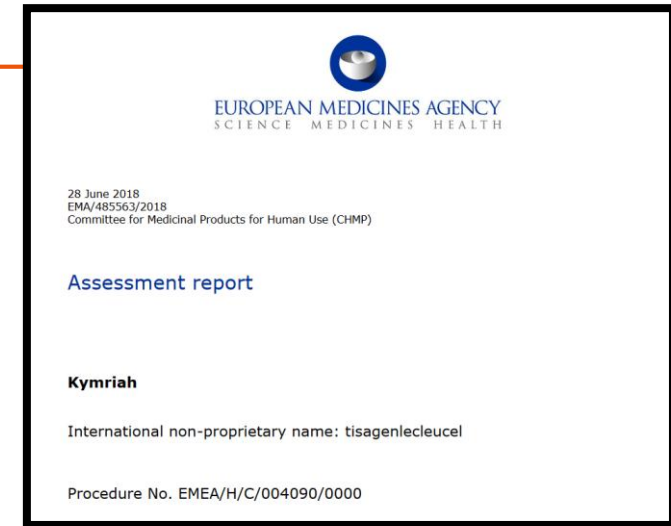 EUROPEAN MEDICINES AGENCY
SCIENCE MEDICINES HEALTH
28 June 2018
EMA/485563/2018
Committee for Medicinal Products for Human Use (CHMP)
Assessment report
Kymriah
International non-proprietary name: tisagenlecleucel
Procedure No. EMEA/H/C/004090/0000